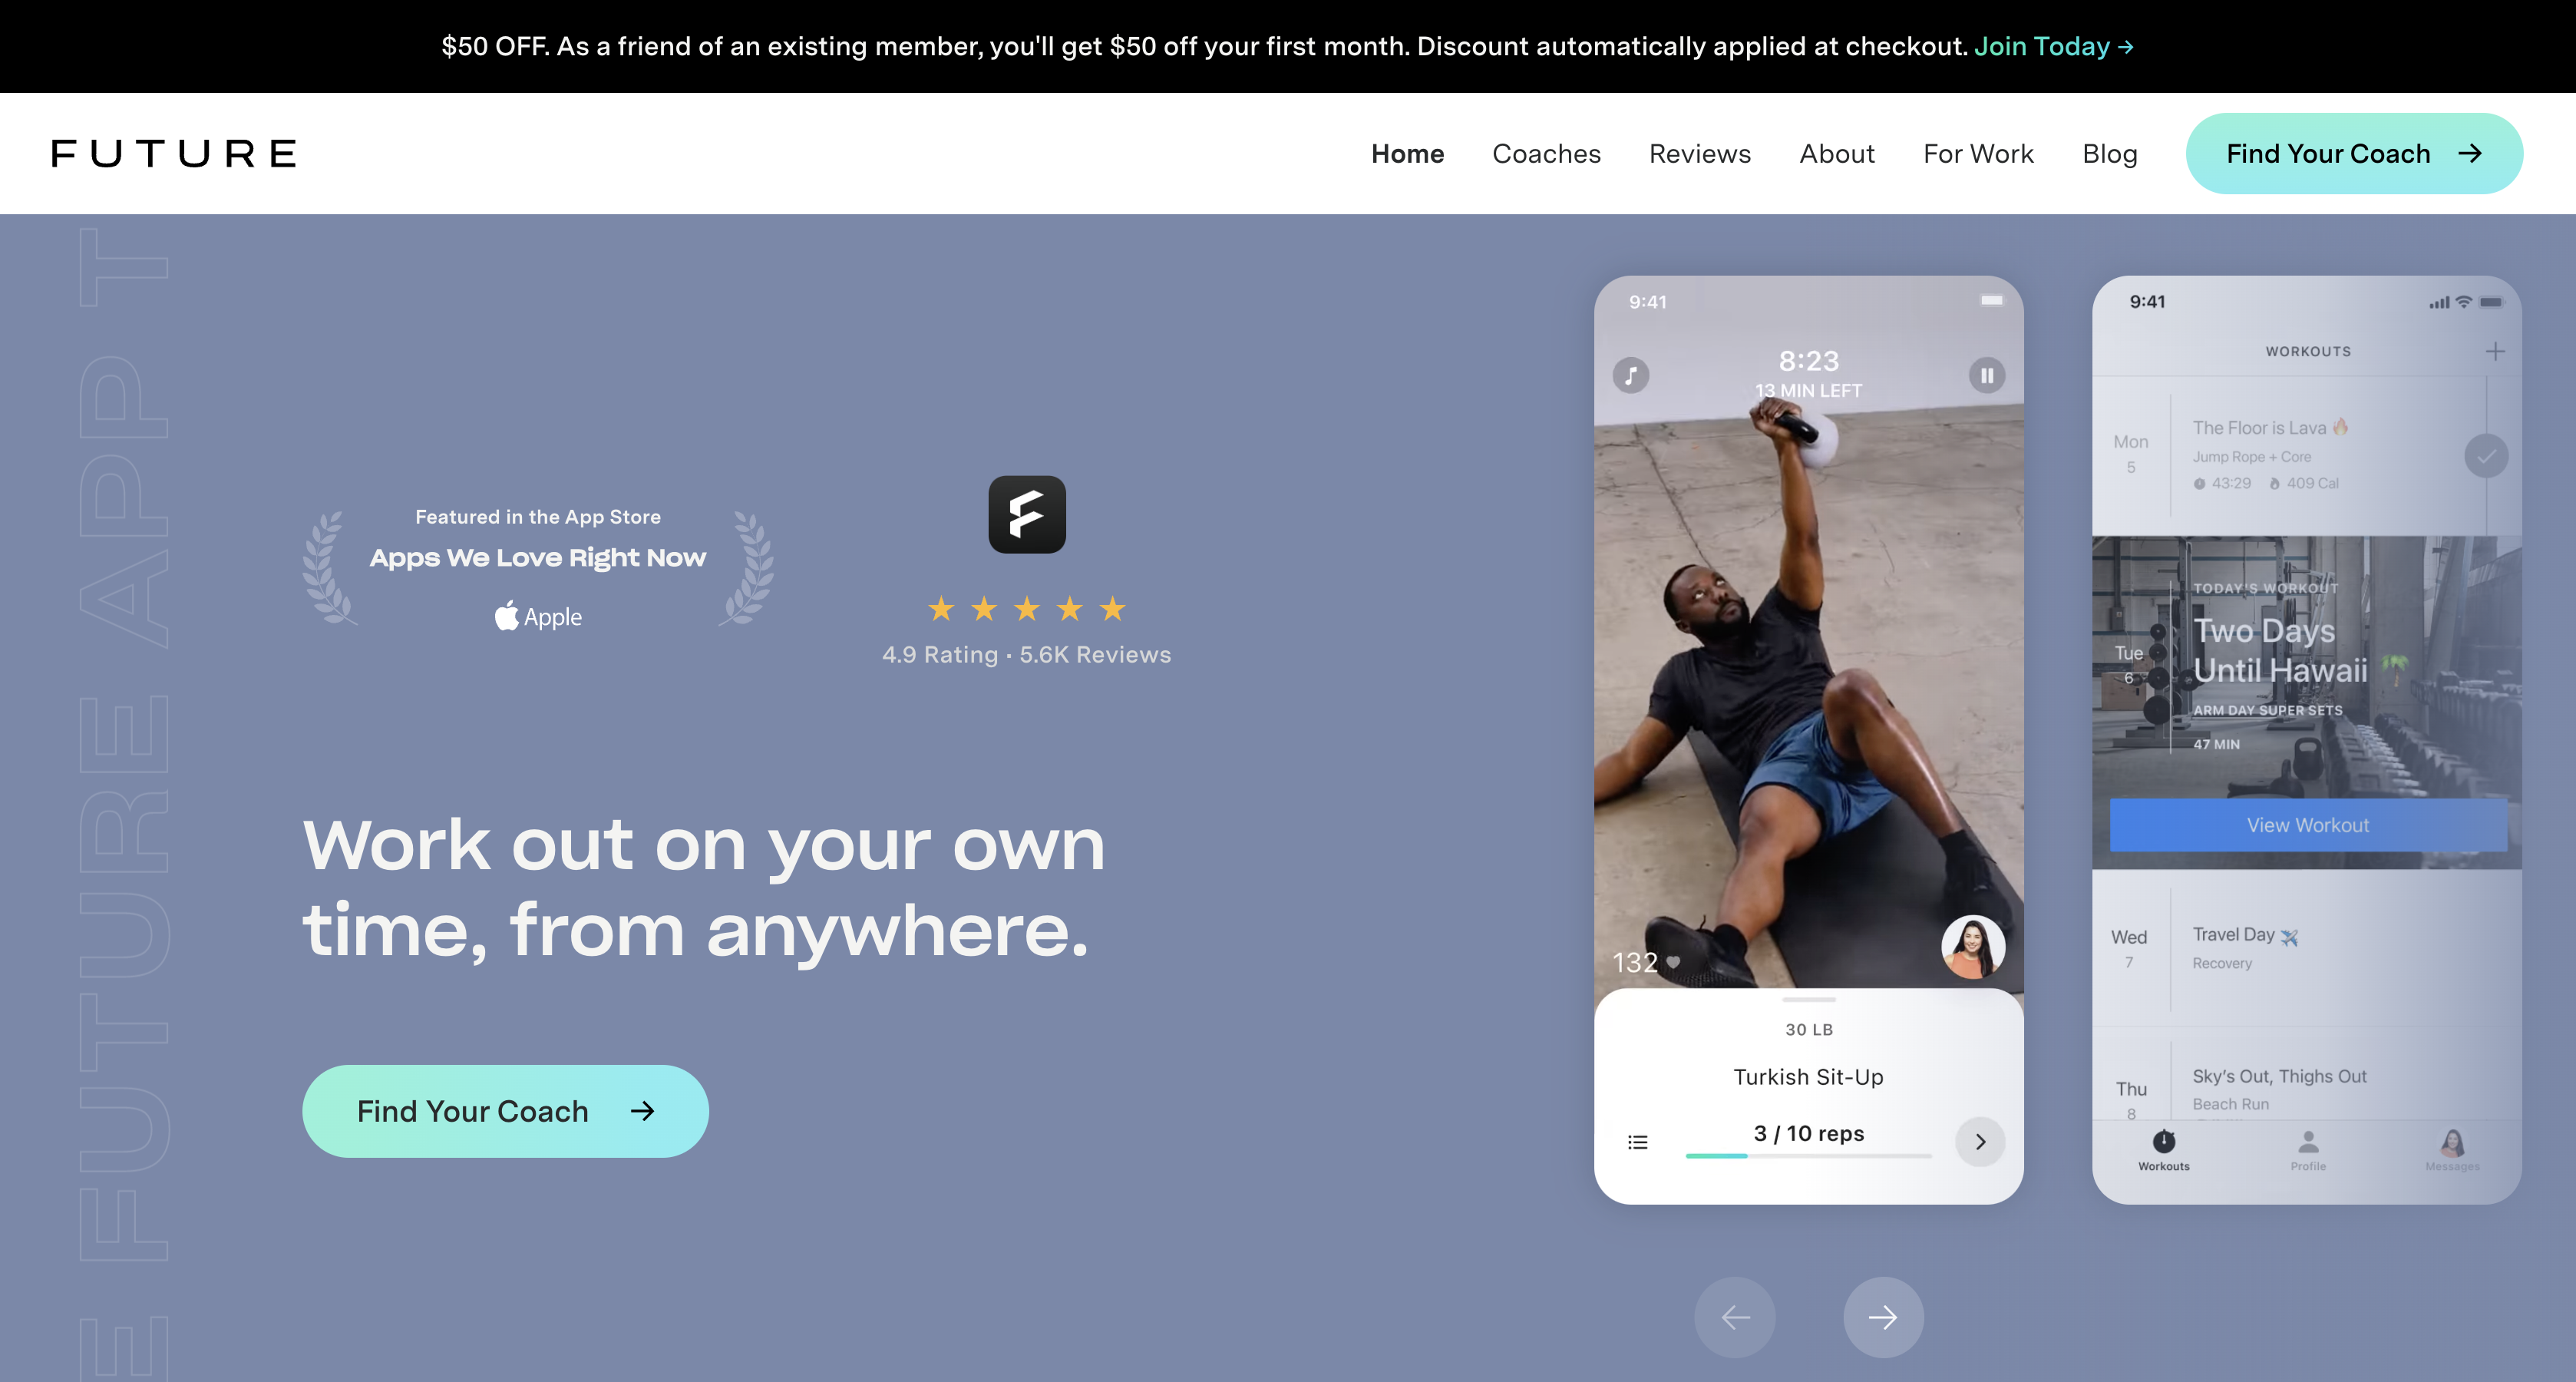 $50 OFF. As a friend of an existing member, you'll get $50 off your first month. Discount automatically applied at checkout. Join Today →
FUTURE
Home
Coaches
Reviews
About
For Work
Blog
Find Your Coach →
E FUTURE APP T
Featured in the App Store
Apps We Love Right Now
Apple
4.9 Rating · 5.6K Reviews
Work out on your own
time, from anywhere.
Find Your Coach →
9:41
8:23
13 MIN LEFT
132
30 LB
Turkish Sit-Up
3 / 10 reps
9:41
WORKOUTS
Mon
5
The Floor is Lava 🔥
Jump Rope + Core
43:29 409 Cal
Tue
6
TODAY'S WORKOUT
Two Days
Until Hawaii 🌴
ARM DAY SUPER SETS
47 MIN
View Workout
Wed
7
Travel Day ✈️
Recovery
Thu
8
Sky's Out, Thighs Out
Beach Run
Workouts
Profile
Messages